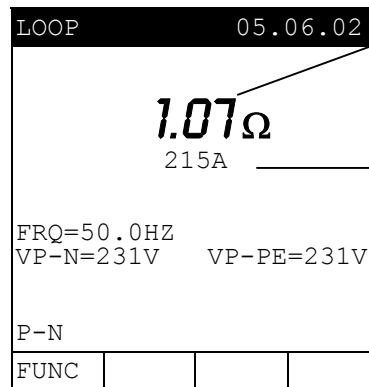 LOOP 05.06.02
1.07Ω
215A
FRQ=50.0HZ
VP-N=231V VP-PE=231V
P-N
FUNC